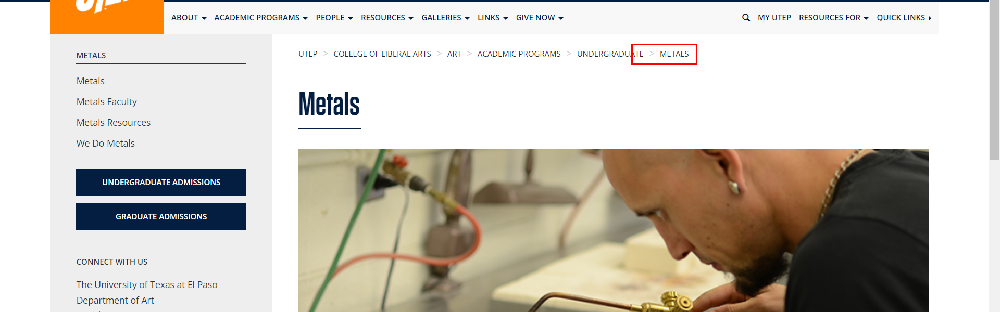 ABOUT ACADEMIC PROGRAMS PEOPLE RESOURCES GALLERIES LINKS GIVE NOW MY UTEP RESOURCES FOR QUICK LINKS
METALS
Metals
Metals Faculty
Metals Resources
We Do Metals
UNDERGRADUATE ADMISSIONS
GRADUATE ADMISSIONS
CONNECT WITH US
The University of Texas at El Paso
Department of Art
UTEP > COLLEGE OF LIBERAL ARTS > ART > ACADEMIC PROGRAMS > UNDERGRADUATE > METALS
Metals